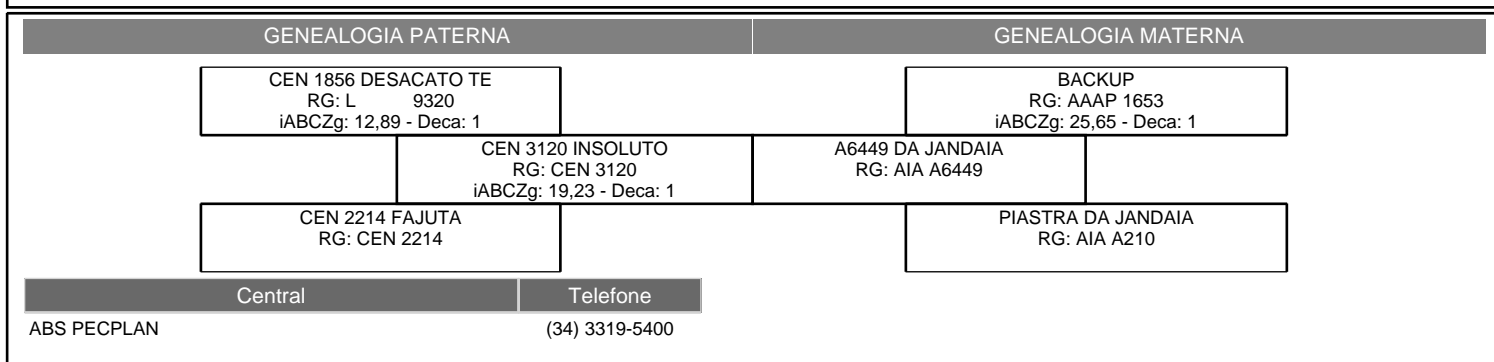 GENEALOGIA PATERNA
GENEALOGIA MATERNA
CEN 1856 DESACATO TE
RG: L 9320
iABCZg: 12,89 - Deca: 1
BACKUP
RG: AAAP 1653
iABCZg: 25,65 - Deca: 1
CEN 3120 INSOLUTO
RG: CEN 3120
iABCZg: 19,23 - Deca: 1
A6449 DA JANDAIA
RG: AIA A6449
CEN 2214 FAJUTA
RG: CEN 2214
PIASTRA DA JANDAIA
RG: AIA A210
Central
Telefone
ABS PECPLAN
(34) 3319-5400